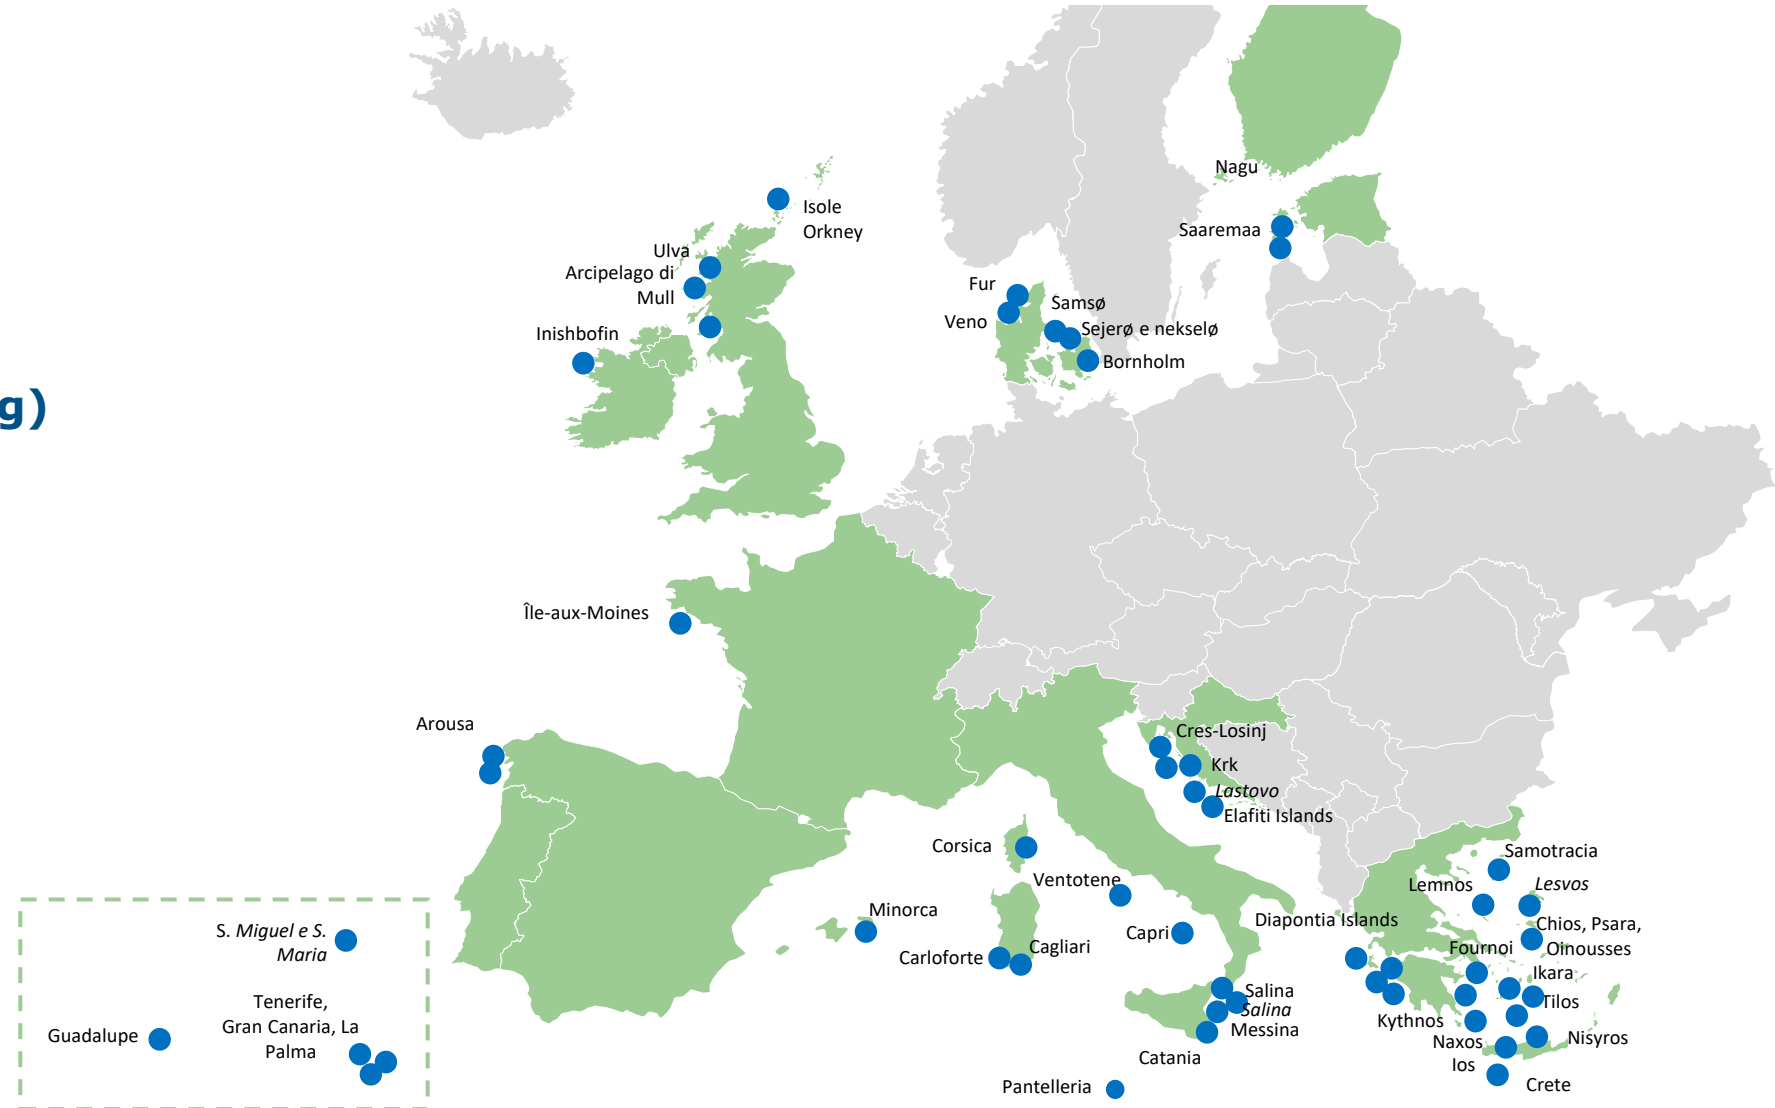 g)
Nagu
Isole
Orkney
Saaremaa
Ulva
Arcipelago di
Mull
Inishbofin
Fur
Samsø
Veno
Sejerø e nekselø
Bornholm
Île-aux-Moines
Arousa
Cres-Losinj
Krk
Lastovo
Elafiti Islands
Corsica
Ventotene
Minorca
Capri
Carloforte
Cagliari
Diapontia Islands
Samotracia
Lemnos
Lesvos
Chios, Psara,
Oinousses
Fournoi
Ikara
Tilos
Kythnos
Naxos
Ios
Nisyros
Crete
Salina
Salina
Messina
Catania
Pantelleria
S. Miguel e S.
Maria
Tenerife,
Gran Canaria, La
Palma
Guadalupe